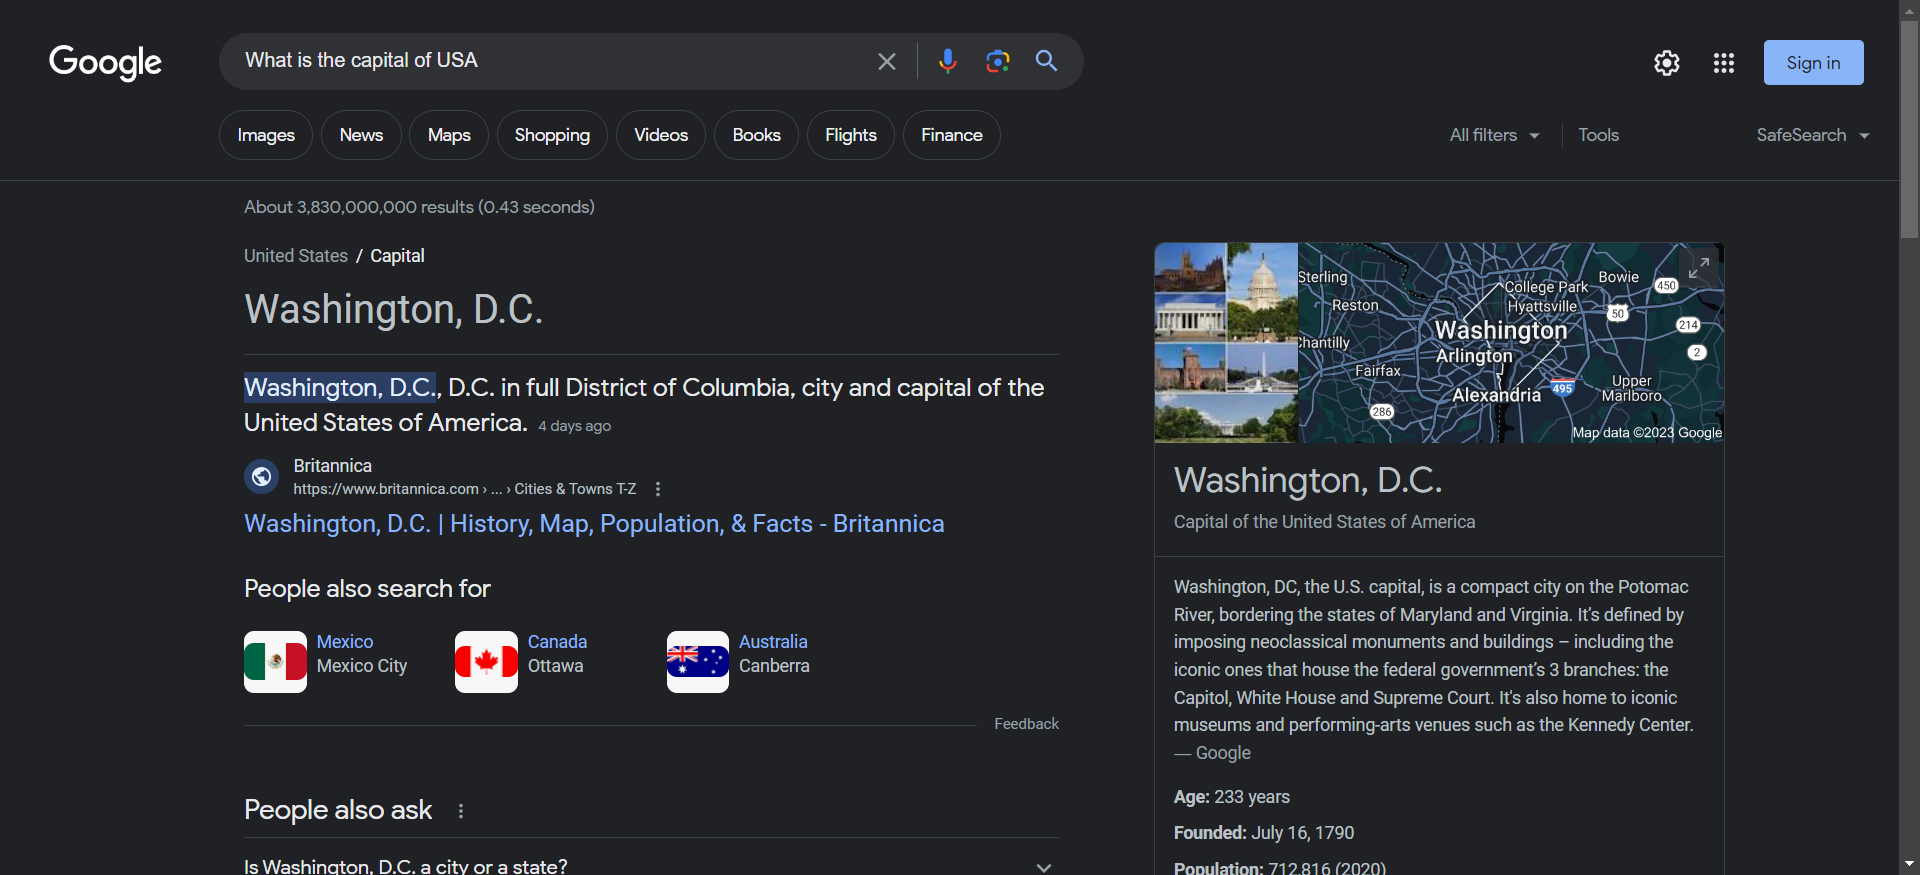 Google
What is the capital of USA
Sign in
Images
News
Maps
Shopping
Videos
Books
Flights
Finance
All filters
Tools
SafeSearch
About 3,830,000,000 results (0.43 seconds)
United States / Capital
Washington, D.C.
Washington, D.C., D.C. in full District of Columbia, city and capital of the
United States of America. 4 days ago
Britannica
https://www.britannica.com › ... › Cities & Towns T-Z
Washington, D.C. | History, Map, Population, & Facts - Britannica
People also search for
Mexico
Mexico City
Canada
Ottawa
Australia
Canberra
Feedback
People also ask
Is Washington, D.C. a city or a state?
Sterling
Reston
Chantilly
Fairfax
286
College Park
Hyattsville
Bowie
450
50
214
2
Washington
Arlington
Alexandria
495
Upper
Marlboro
Map data ©2023 Google
Washington, D.C.
Capital of the United States of America
Washington, DC, the U.S. capital, is a compact city on the Potomac
River, bordering the states of Maryland and Virginia. It’s defined by
imposing neoclassical monuments and buildings – including the
iconic ones that house the federal government’s 3 branches: the
Capitol, White House and Supreme Court. It's also home to iconic
museums and performing-arts venues such as the Kennedy Center.
— Google
Age: 233 years
Founded: July 16, 1790
Population: 712,816 (2020)